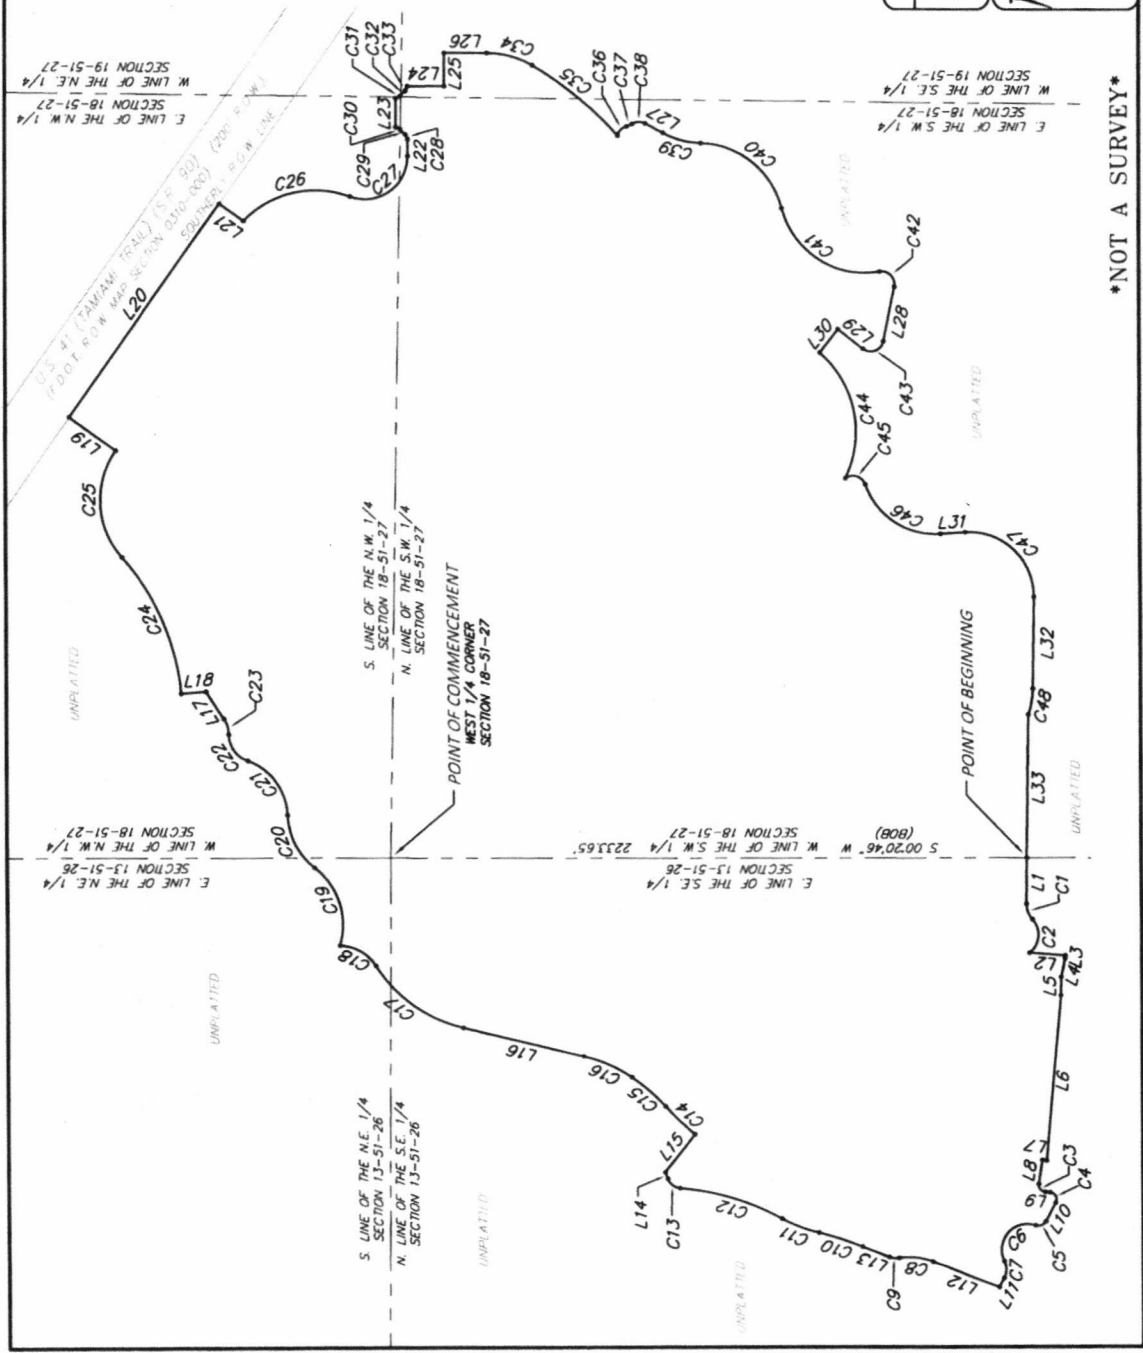 U.S. 41 (TAMIAMI TRAIL) (S.R. 90) (200' R.O.W.)
(F.D.O.T. R.O.W. MAP SECTION 0310-000)
SOUTHERLY R.O.W. LINE
E. LINE OF THE N.W. 1/4
SECTION 18-51-27
W. LINE OF THE N.E. 1/4
SECTION 19-51-27
L19
L20
L21
C25
C26
C24
C27
C28
L22
C29
C30
L23
C31
C32
C33
L24
L25
L26
C34
C35
C36
C37
C38
L27
C39
C40
C41
C42
L28
C43
L29
L30
C44
C45
C46
L31
C47
L32
C48
L33
UNPLATTED
UNPLATTED
UNPLATTED
UNPLATTED
E. LINE OF THE S.W. 1/4
SECTION 18-51-27
W. LINE OF THE S.E. 1/4
SECTION 19-51-27
S. LINE OF THE N.W. 1/4
SECTION 18-51-27
N. LINE OF THE S.W. 1/4
SECTION 18-51-27
POINT OF COMMENCEMENT
WEST 1/4 CORNER
SECTION 18-51-27
POINT OF BEGINNING
L18
L17
C23
C22
C21
C20
C19
C18
C17
L16
C16
C15
C14
L15
L14
C13
C12
C11
C10
L13
C9
C8
L12
L11
C7
C6
C5
L10
L9
C4
C3
L8
L7
L6
L5
L4
L3
L2
C2
C1
L1
W. LINE OF THE N.W. 1/4
SECTION 18-51-27
E. LINE OF THE N.E. 1/4
SECTION 13-51-26
S 00°20'46" W 2233.65'
(BOB)
W. LINE OF THE S.W. 1/4
SECTION 18-51-27
E. LINE OF THE S.E. 1/4
SECTION 13-51-26
S. LINE OF THE N.E. 1/4
SECTION 13-51-26
N. LINE OF THE S.E. 1/4
SECTION 13-51-26
UNPLATTED
UNPLATTED
UNPLATTED
*NOT A SURVEY*